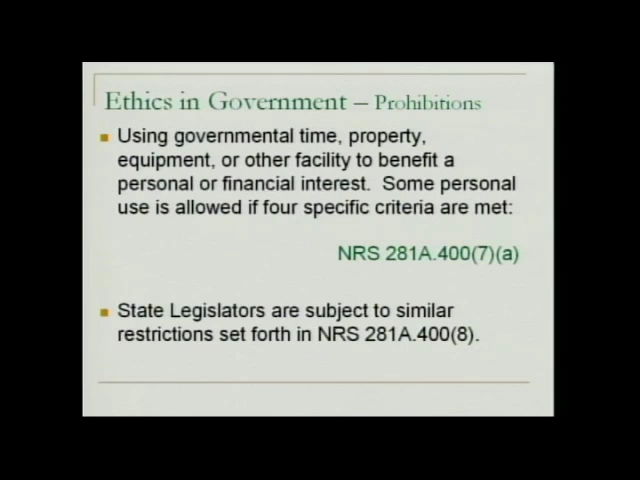 Ethics in Government – Prohibitions
Using governmental time, property,
equipment, or other facility to benefit a
personal or financial interest.  Some personal
use is allowed if four specific criteria are met:
NRS 281A.400(7)(a)
State Legislators are subject to similar
restrictions set forth in NRS 281A.400(8).